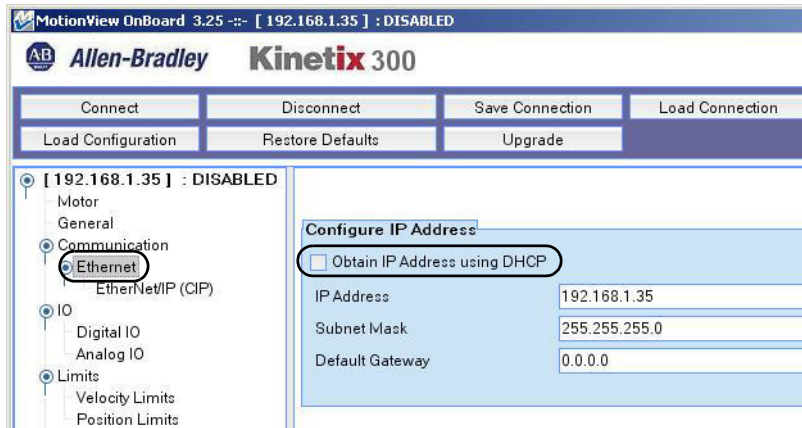 MotionView OnBoard 3.25 -::- [ 192.168.1.35 ] : DISABLED
AB Allen-Bradley Kinetix 300
Connect Disconnect Save Connection Load Connection
Load Configuration Restore Defaults Upgrade
[ 192.168.1.35 ] : DISABLED
Motor
General
Communication
Ethernet
EtherNet/IP (CIP)
IO
Digital IO
Analog IO
Limits
Velocity Limits
Position Limits
Configure IP Address
Obtain IP Address using DHCP
IP Address 192.168.1.35
Subnet Mask 255.255.255.0
Default Gateway 0.0.0.0